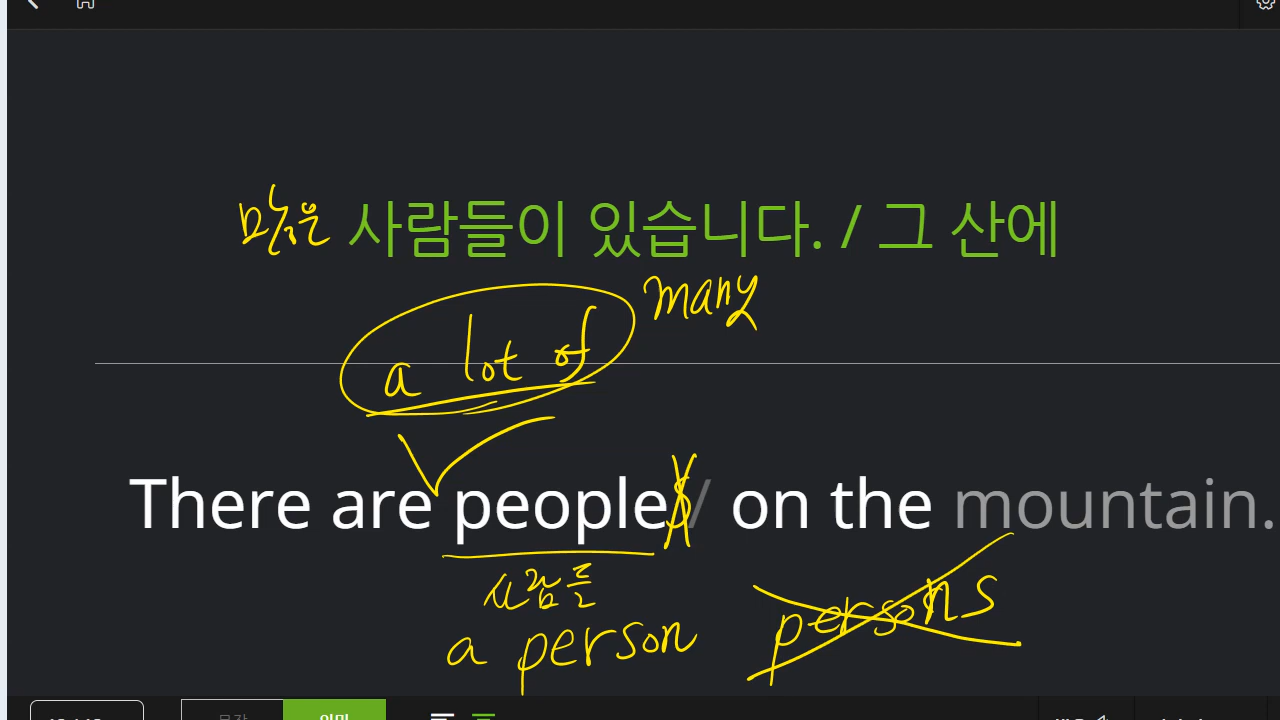 많은 사람들이 있습니다. / 그 산에
many
a lot of
There are peoples / on the mountain.
사람들
a person persons